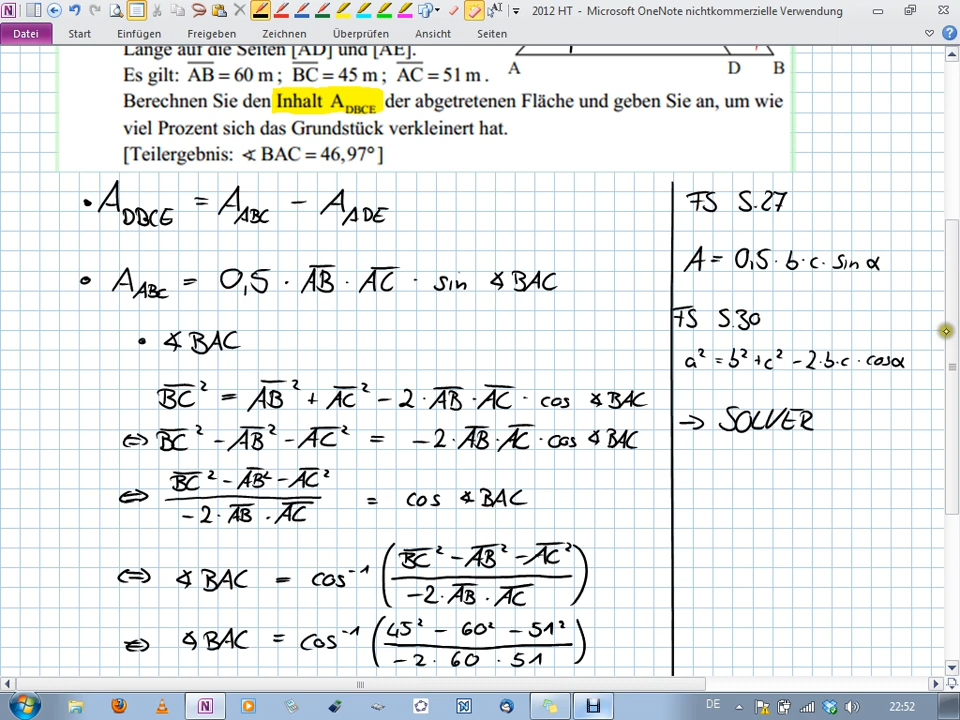 2012 HT - Microsoft OneNote nichtkommerzielle Verwendung
Datei Start Einfügen Freigeben Zeichnen Überprüfen Ansicht Seiten
Länge auf die Seiten [AD] und [AE].
Es gilt: AB = 60 m ; BC = 45 m ; AC = 51 m .
A D B
Berechnen Sie den Inhalt A_DBCE der abgetretenen Fläche und geben Sie an, um wie
viel Prozent sich das Grundstück verkleinert hat.
[Teilergebnis: ∢ BAC = 46,97° ]
• A_DBCE = A_ABC − A_ADE
• A_ABC = 0,5 · AB · AC · sin ∢ BAC
• ∢ BAC
BC² = AB² + AC² − 2 · AB · AC · cos ∢ BAC
⇔ BC² − AB² − AC² = −2 · AB · AC · cos ∢ BAC
⇔ (BC² − AB² − AC²) / (−2 · AB · AC) = cos ∢ BAC
⇔ ∢ BAC = cos⁻¹ ((BC² − AB² − AC²) / (−2 · AB · AC))
⇔ ∢ BAC = cos⁻¹ ((45² − 60² − 51²) / (−2 · 60 · 51))
FS S.27
A = 0,5 · b · c · sin α
FS S.30
a² = b² + c² − 2 · b · c · cos α
→ SOLVER
DE 22:52